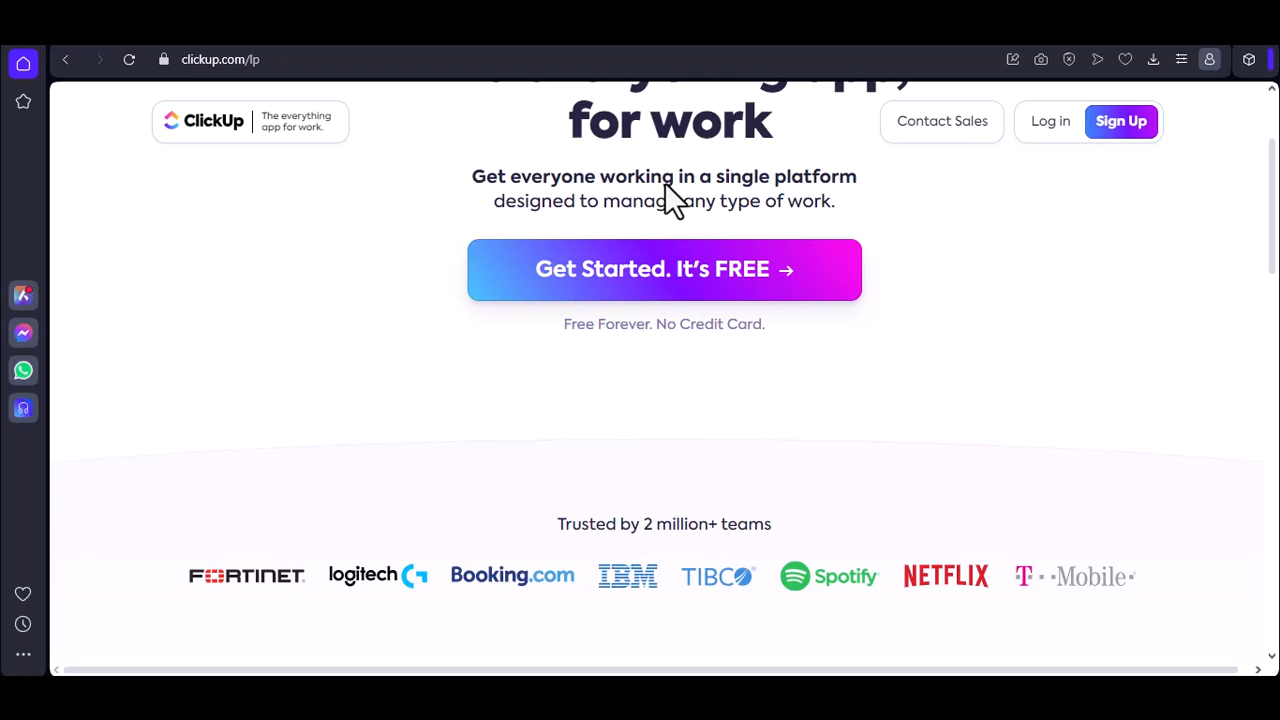 clickup.com/lp
ClickUp
The everything
app for work.
for work
Contact Sales
Log in
Sign Up
Get everyone working in a single platform
designed to manage any type of work.
Get Started. It's FREE →
Free Forever. No Credit Card.
Trusted by 2 million+ teams
FORTINET
logitech G
Booking.com
IBM
TIBCO
Spotify
NETFLIX
T Mobile